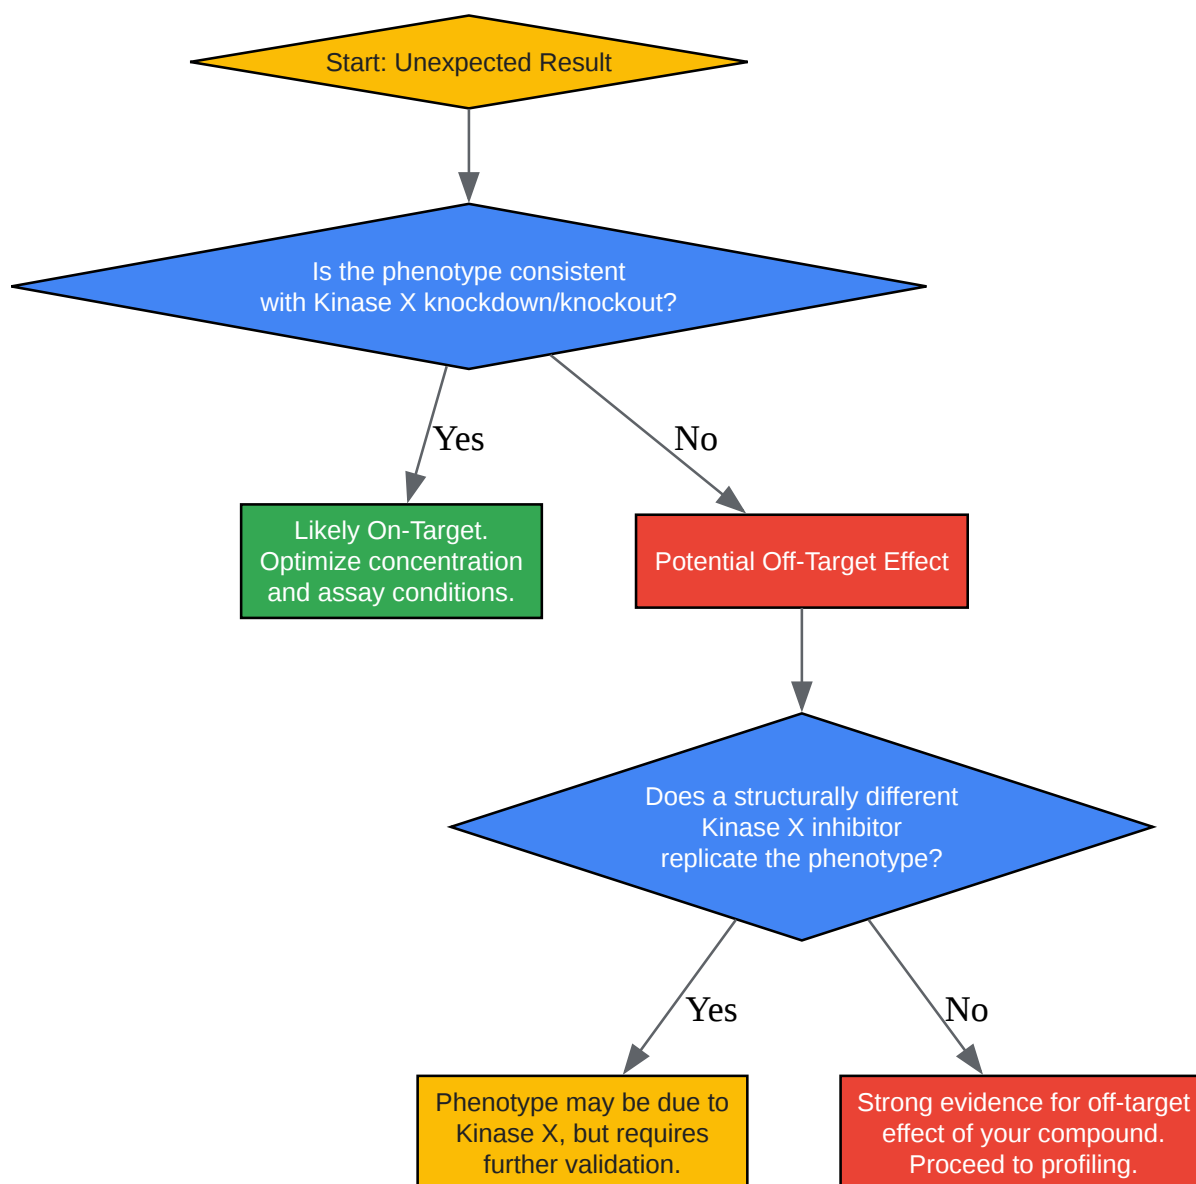 Start: Unexpected Result
Is the phenotype consistent
with Kinase X knockdown/knockout?
Yes
No
Likely On-Target.
Optimize concentration
and assay conditions.
Potential Off-Target Effect
Does a structurally different
Kinase X inhibitor
replicate the phenotype?
Yes
No
Phenotype may be due to
Kinase X, but requires
further validation.
Strong evidence for off-target
effect of your compound.
Proceed to profiling.